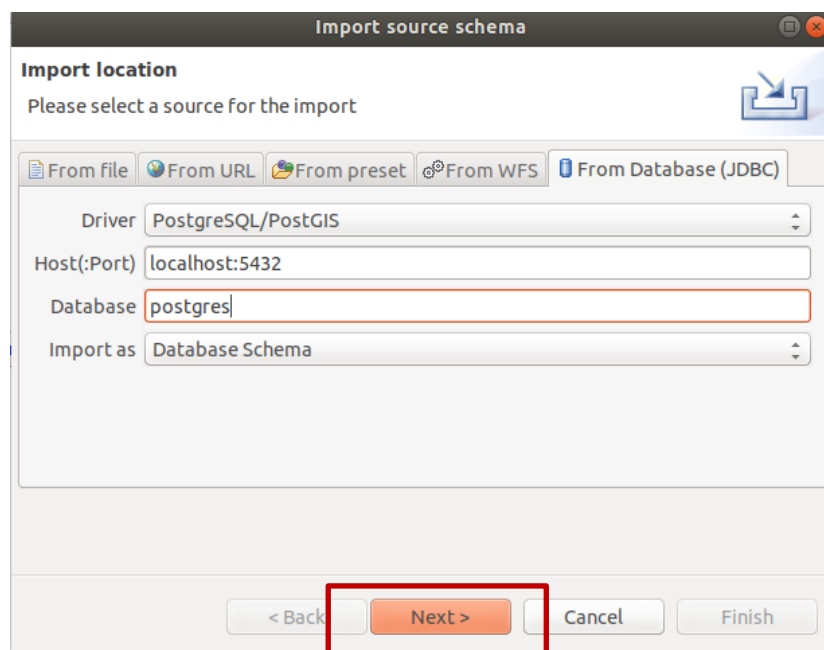 Import source schema
Import location
Please select a source for the import
From file From URL From preset From WFS From Database (JDBC)
Driver PostgreSQL/PostGIS
Host(:Port) localhost:5432
Database postgres
Import as Database Schema
< Back Next > Cancel Finish